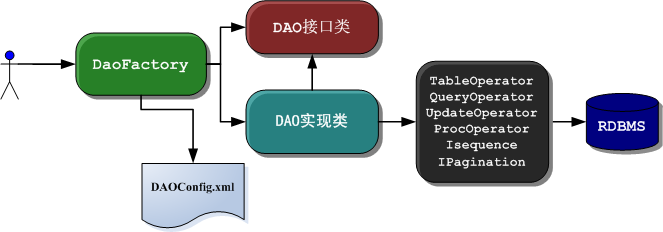 DaoFactory
DAO接口类
DAO实现类
DAOConfig.xml
TableOperator
QueryOperator
UpdateOperator
ProcOperator
Isequence
IPagination
RDBMS